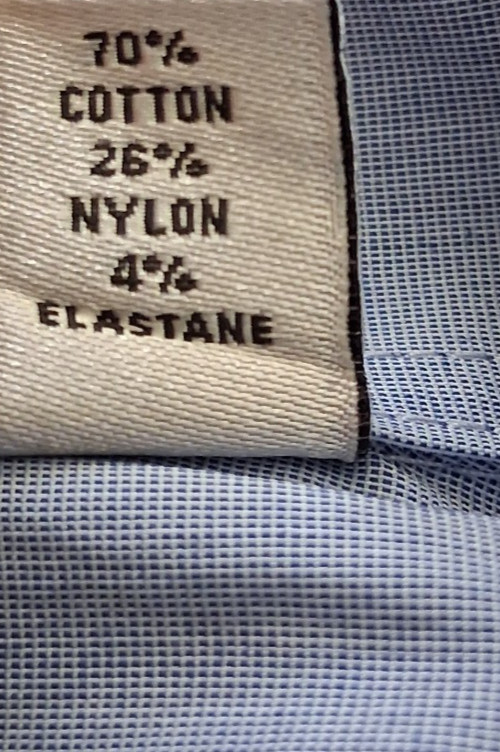 70%
COTTON
26%
NYLON
4%
ELASTANE